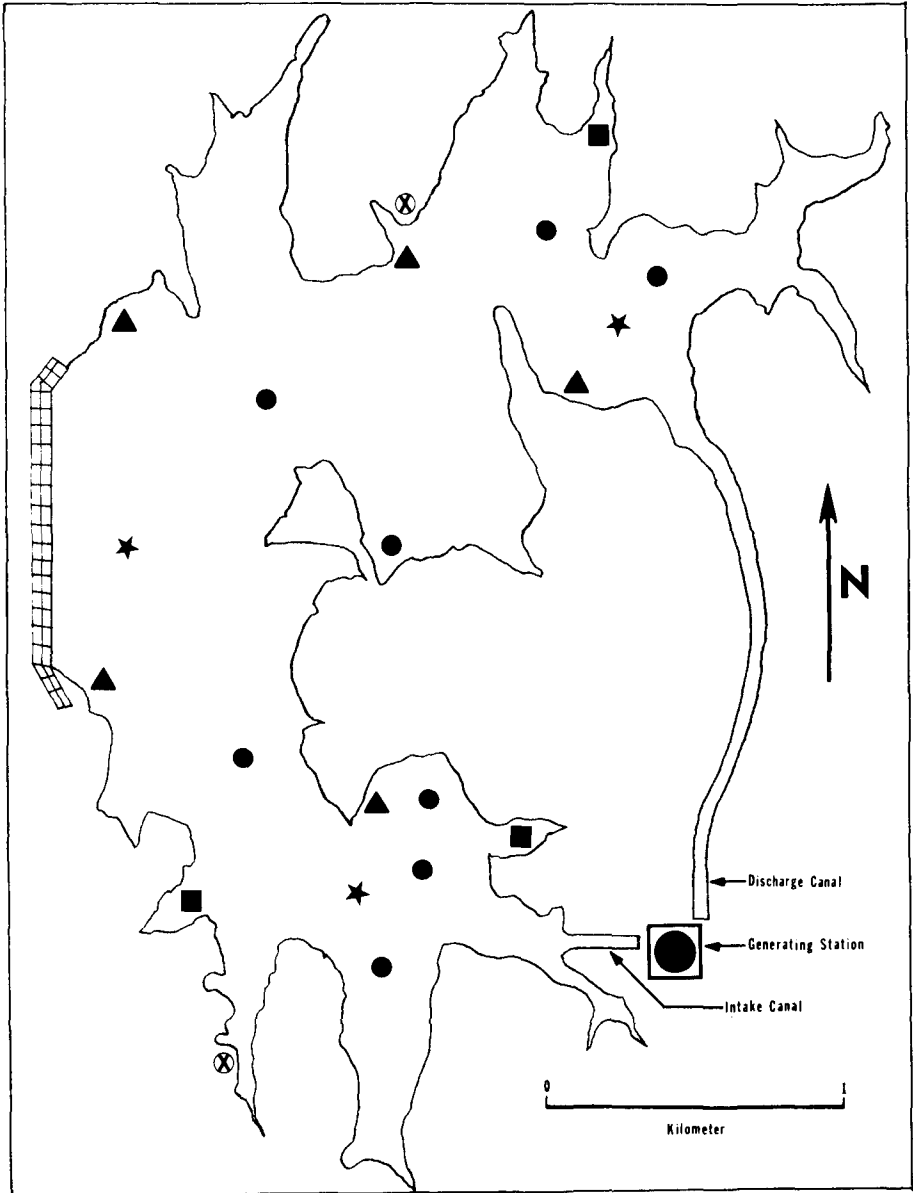 X
N
Discharge Canal
Generating Station
Intake Canal
X
0 1
Kilometer